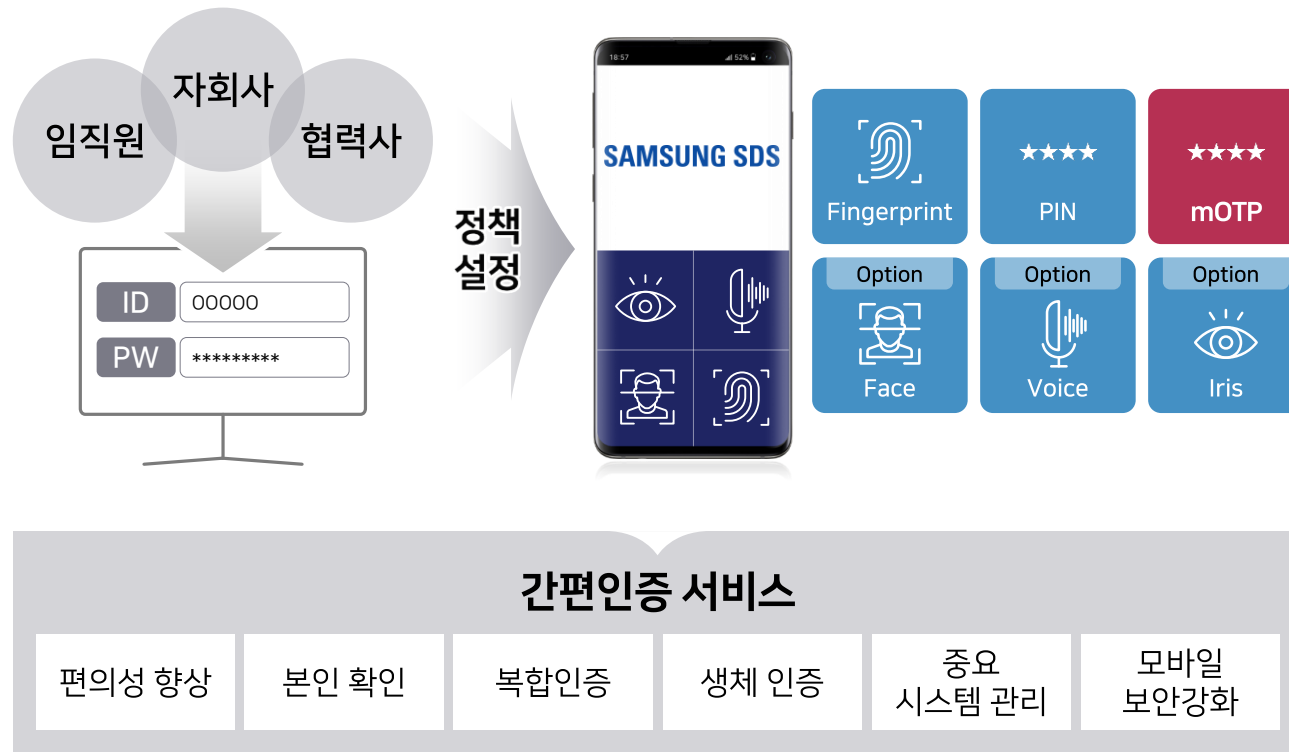 자회사
임직원
협력사
ID
00000
PW
*********
정책
설정
18:57
52%
SAMSUNG SDS
Fingerprint
★★★★
PIN
★★★★
mOTP
Option
Face
Option
Voice
Option
Iris
간편인증 서비스
편의성 향상
본인 확인
복합인증
생체 인증
중요
시스템 관리
모바일
보안강화